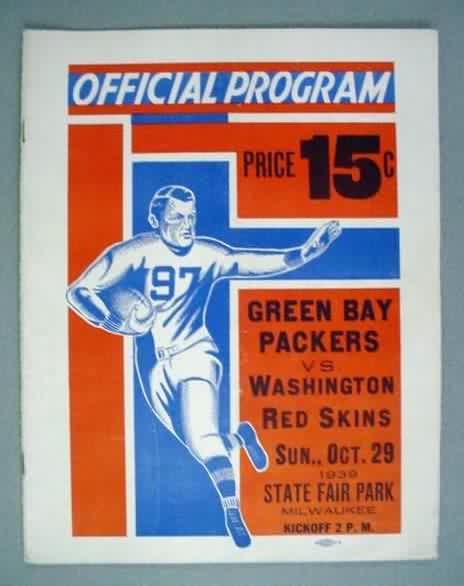 OFFICIAL PROGRAM
PRICE 15c
97
GREEN BAY
PACKERS
VS.
WASHINGTON
RED SKINS
SUN., OCT. 29
1939
STATE FAIR PARK
MILWAUKEE
KICKOFF 2 P. M.